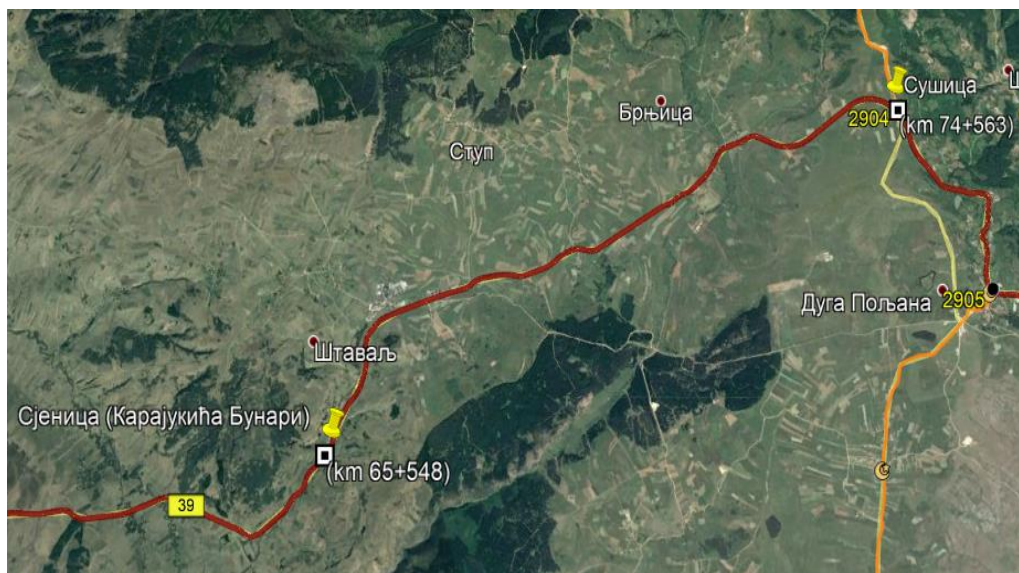 Сушица
Ш
2904
(km 74+563)
Брњица
Ступ
Дуга Пољана
2905
Штаваљ
Сјеница (Карајукића Бунари)
(km 65+548)
39